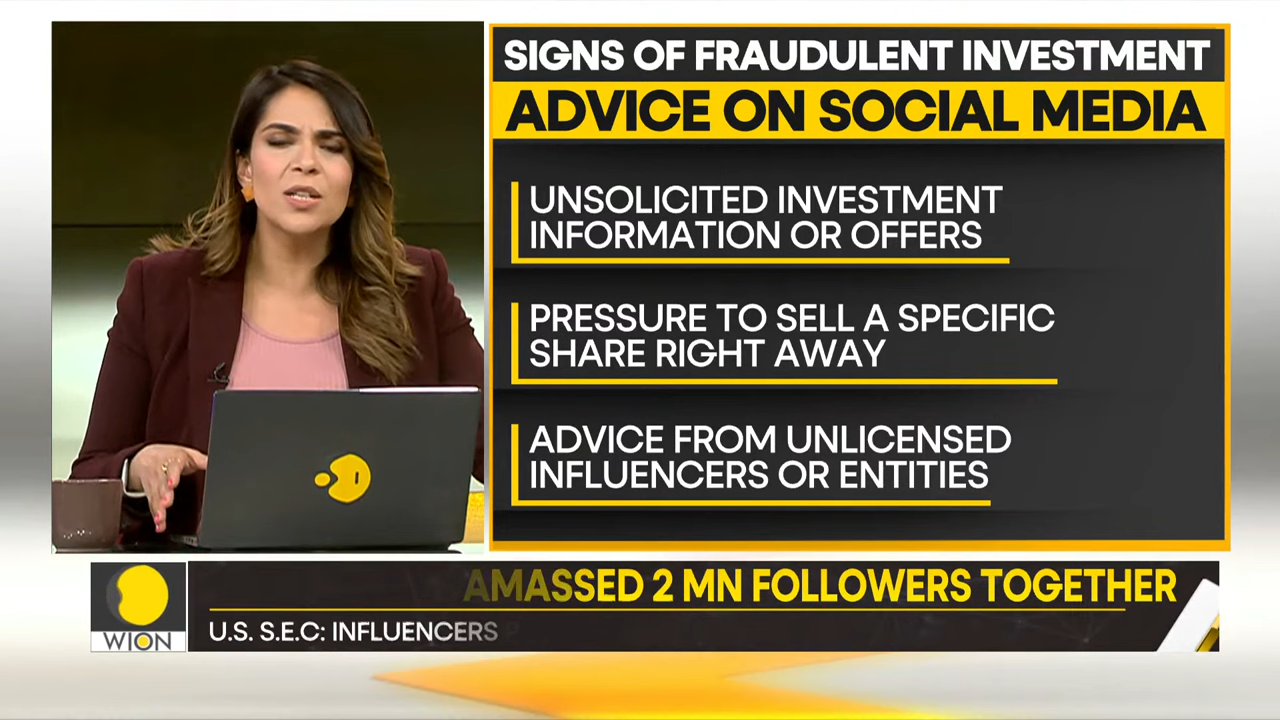 SIGNS OF FRAUDULENT INVESTMENT
ADVICE ON SOCIAL MEDIA
UNSOLICITED INVESTMENT
INFORMATION OR OFFERS
PRESSURE TO SELL A SPECIFIC
SHARE RIGHT AWAY
ADVICE FROM UNLICENSED
INFLUENCERS OR ENTITIES
AMASSED 2 MN FOLLOWERS TOGETHER
U.S. S.E.C: INFLUENCERS
WION